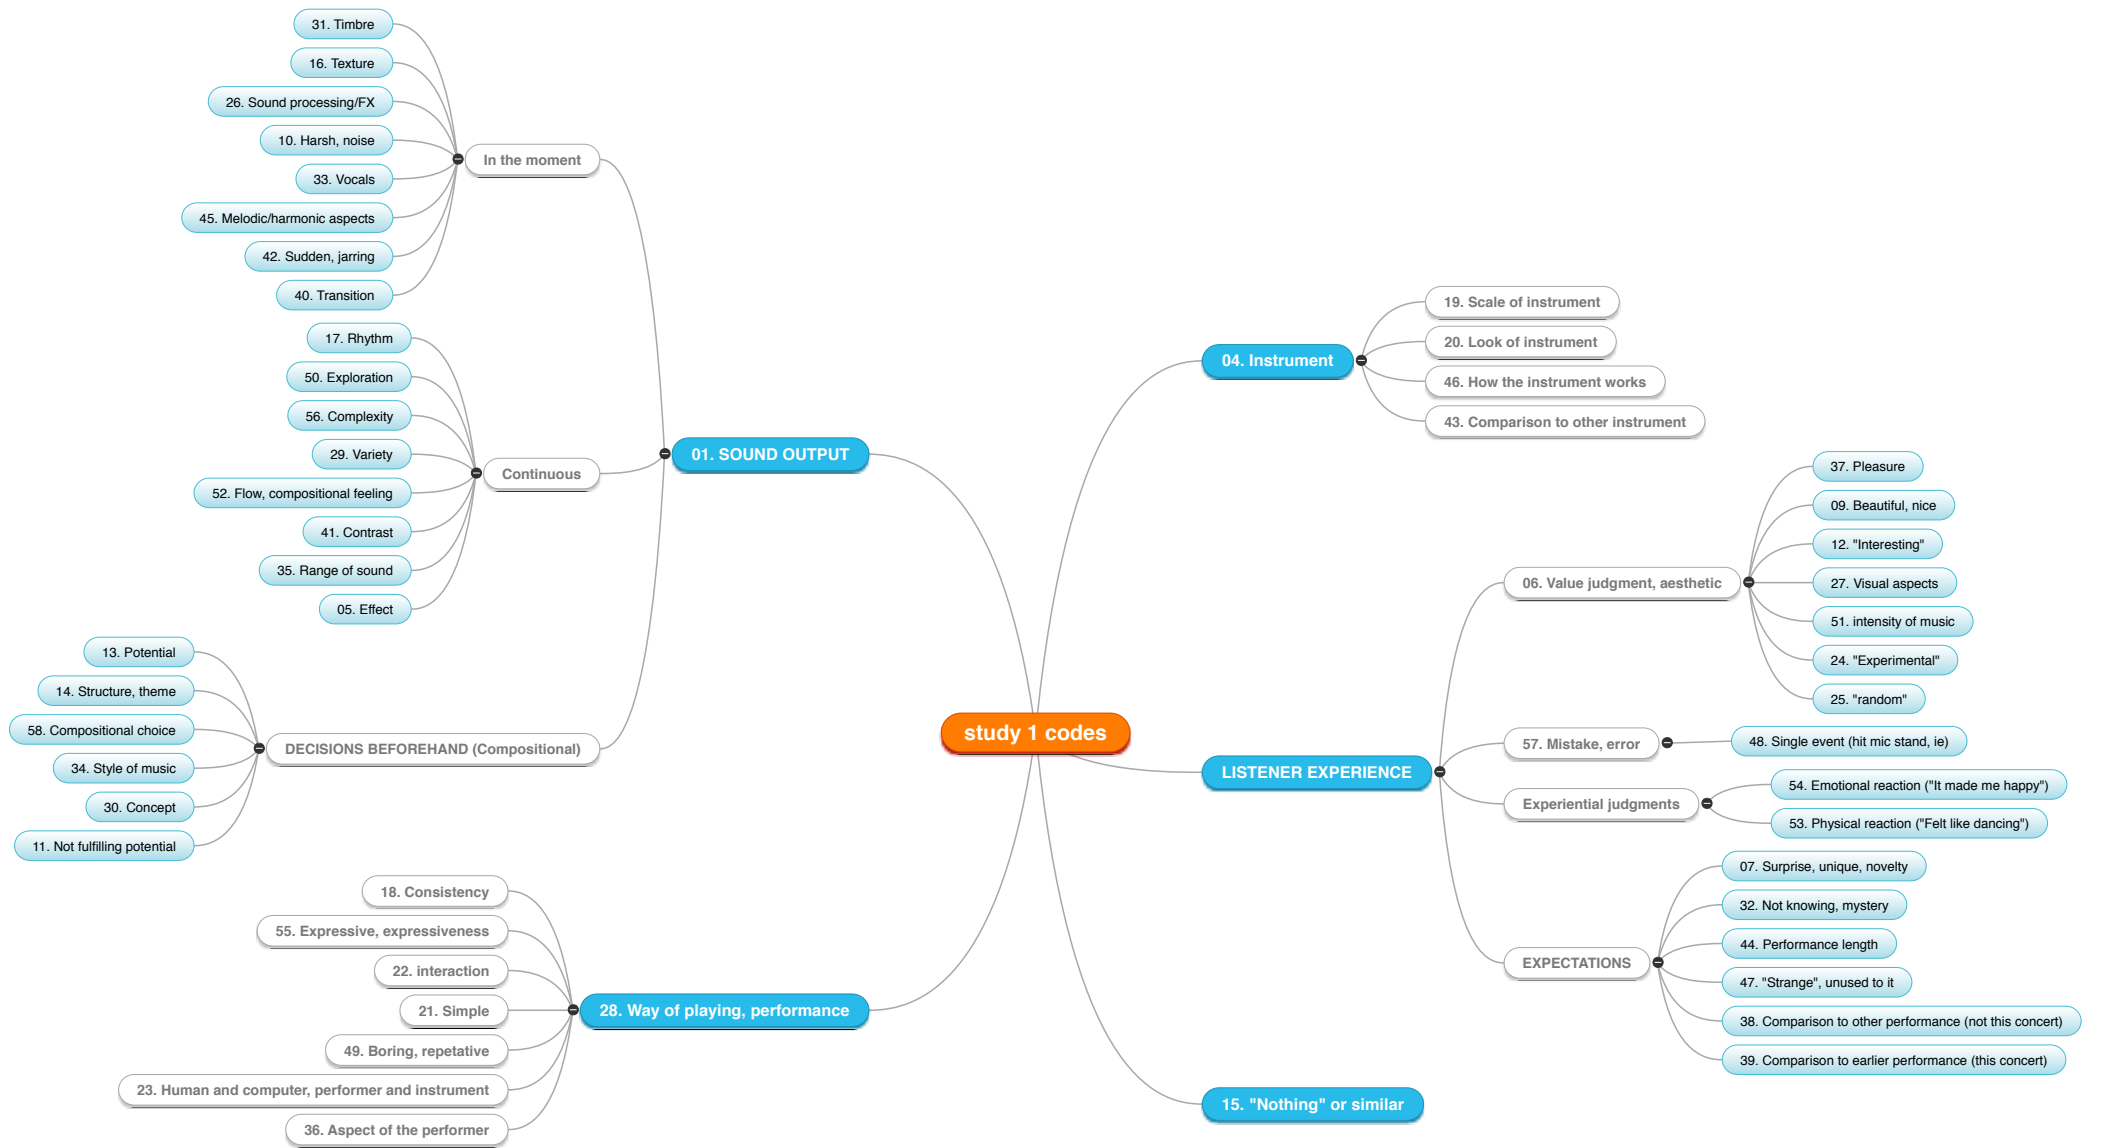 31. Timbre
16. Texture
26. Sound processing/FX
10. Harsh, noise
33. Vocals
45. Melodic/harmonic aspects
42. Sudden, jarring
40. Transition
In the moment
17. Rhythm
50. Exploration
56. Complexity
29. Variety
52. Flow, compositional feeling
41. Contrast
35. Range of sound
05. Effect
Continuous
13. Potential
14. Structure, theme
58. Compositional choice
34. Style of music
30. Concept
11. Not fulfilling potential
DECISIONS BEFOREHAND (Compositional)
01. SOUND OUTPUT
18. Consistency
55. Expressive, expressiveness
22. interaction
21. Simple
49. Boring, repetative
23. Human and computer, performer and instrument
36. Aspect of the performer
28. Way of playing, performance
study 1 codes
04. Instrument
19. Scale of instrument
20. Look of instrument
46. How the instrument works
43. Comparison to other instrument
LISTENER EXPERIENCE
06. Value judgment, aesthetic
37. Pleasure
09. Beautiful, nice
12. "Interesting"
27. Visual aspects
51. intensity of music
24. "Experimental"
25. "random"
57. Mistake, error
48. Single event (hit mic stand, ie)
Experiential judgments
54. Emotional reaction ("It made me happy")
53. Physical reaction ("Felt like dancing")
EXPECTATIONS
07. Surprise, unique, novelty
32. Not knowing, mystery
44. Performance length
47. "Strange", unused to it
38. Comparison to other performance (not this concert)
39. Comparison to earlier performance (this concert)
15. "Nothing" or similar